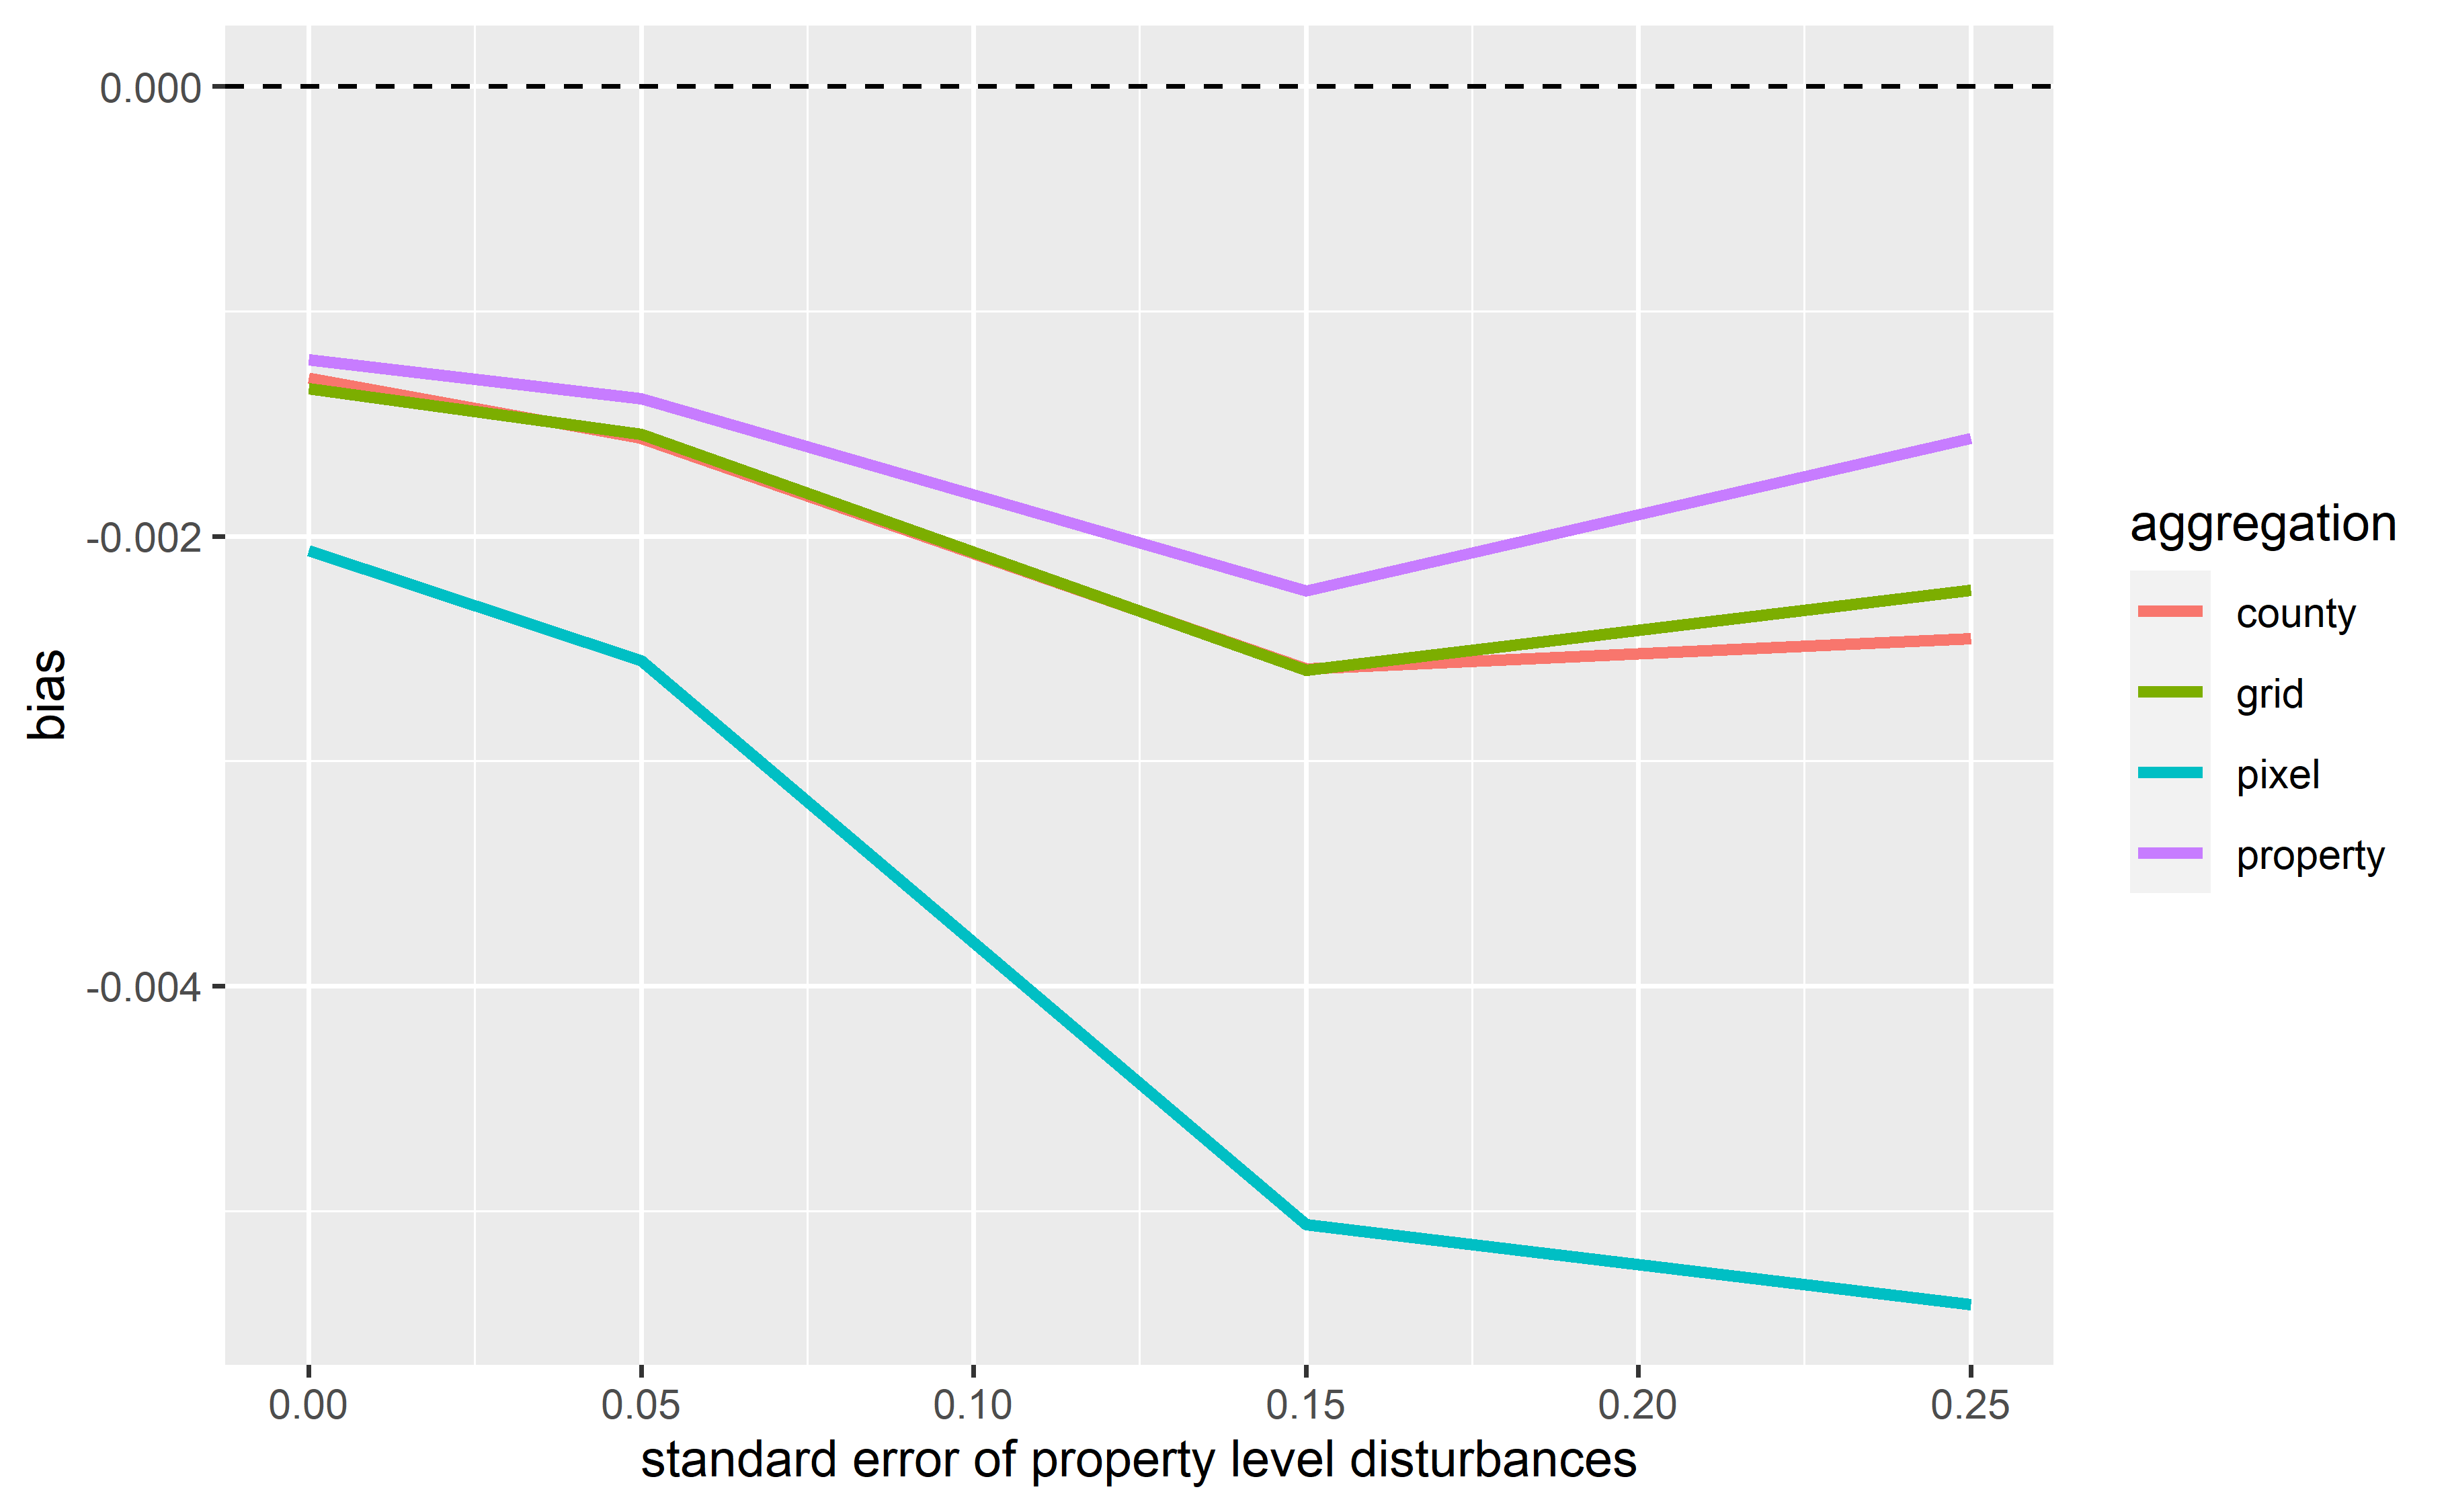 0.000
-0.002
-0.004
bias
0.00 0.05 0.10 0.15 0.20 0.25
standard error of property level disturbances
aggregation
county
grid
pixel
property